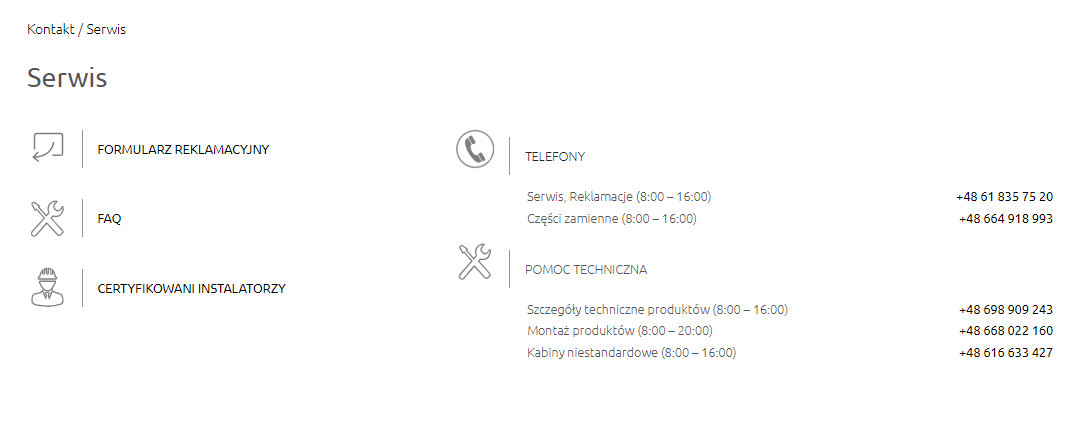 Kontakt / Serwis
Serwis
FORMULARZ REKLAMACYJNY
FAQ
CERTYFIKOWANI INSTALATORZY
TELEFONY
Serwis, Reklamacje (8:00 – 16:00) +48 61 835 75 20
Części zamienne (8:00 – 16:00) +48 664 918 993
POMOC TECHNICZNA
Szczegóły techniczne produktów (8:00 – 16:00) +48 698 909 243
Montaż produktów (8:00 – 20:00) +48 668 022 160
Kabiny niestandardowe (8:00 – 16:00) +48 616 633 427